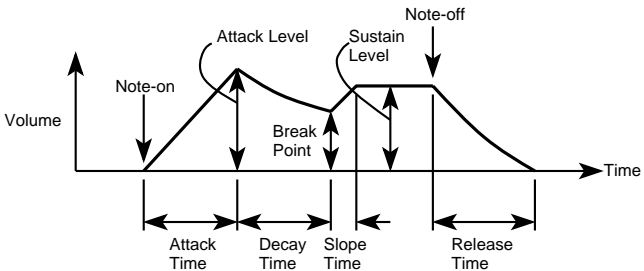 Note-off
Attack Level
Sustain
Level
Note-on
Volume
Break
Point
Time
Attack
Time
Decay
Time
Slope
Time
Release
Time